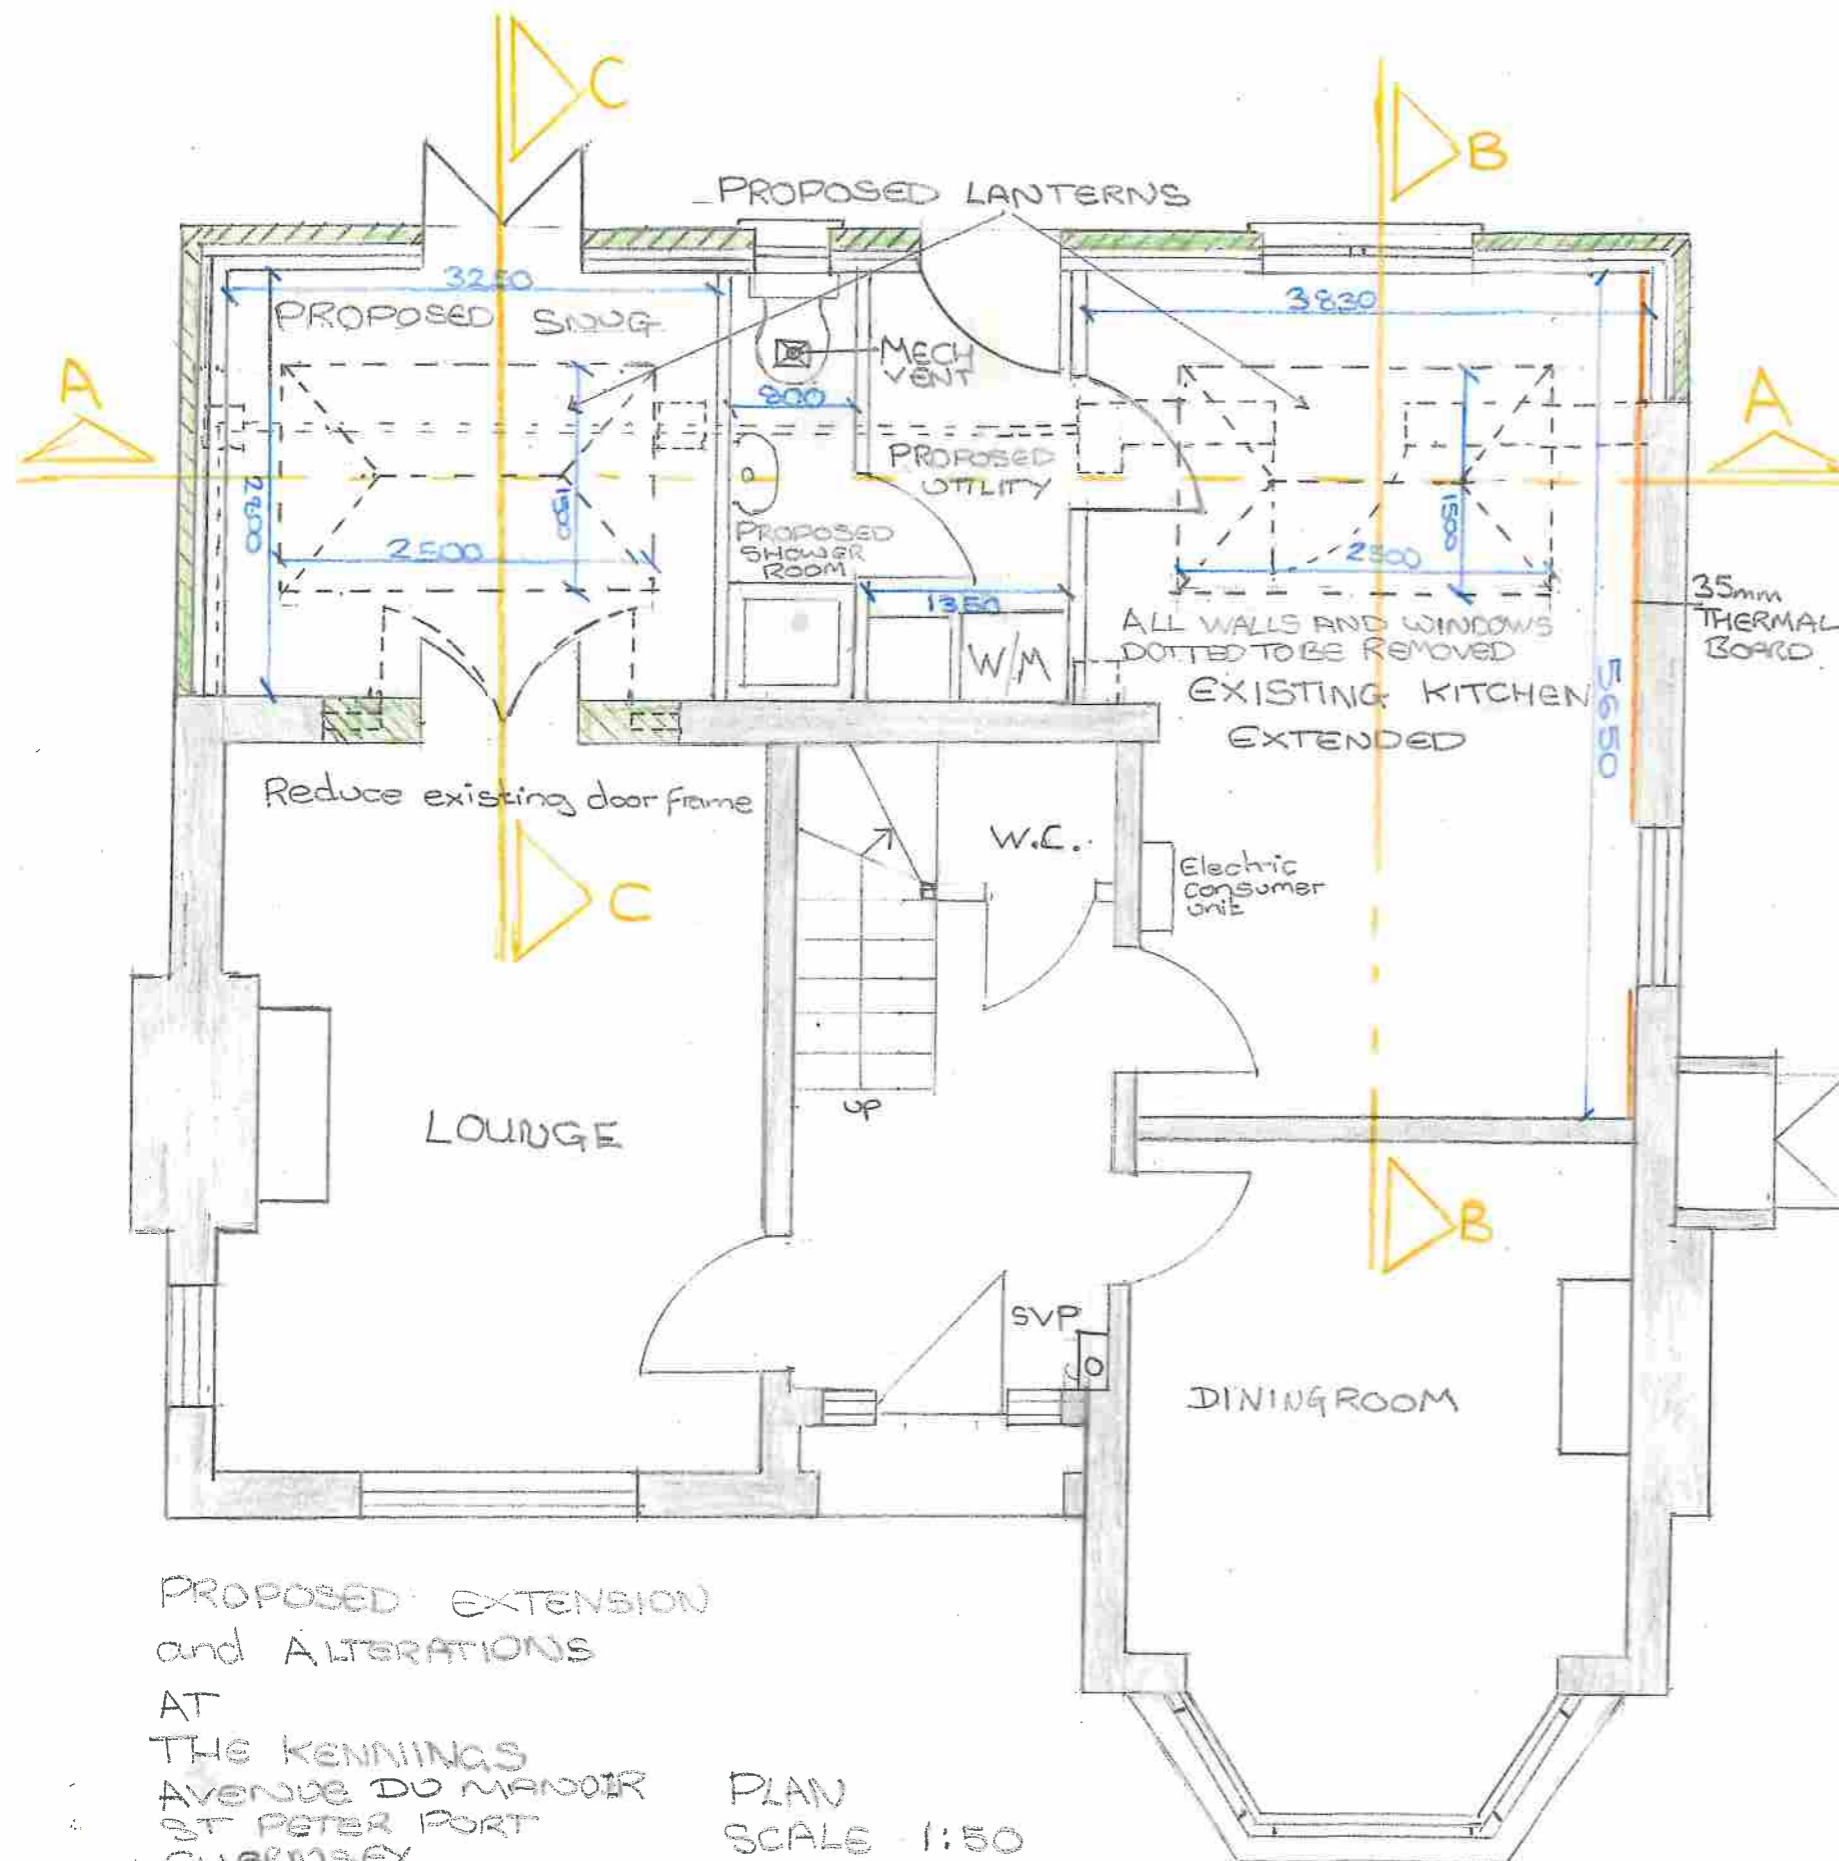 C
B
PROPOSED LANTERNS
3250
PROPOSED SNUG
3830
MECH
VENT
A
A
800
PROPOSED
UTILITY
1500
1500
2500
2500
PROPOSED
SHOWER
ROOM
1350
W/M
35mm
THERMAL
BOARD.
ALL WALLS AND WINDOWS
DOTTED TO BE REMOVED
EXISTING KITCHEN
EXTENDED
5650
Reduce existing door frame
W.C.
Electric
consumer
unit
C
UP
LOUNGE
B
SVP
DININGROOM
PROPOSED EXTENSION
and ALTERATIONS
AT
THE KENNINGS
AVENUE DU MANOIR
ST PETER PORT
GUERNSEY
PLAN
SCALE 1:50